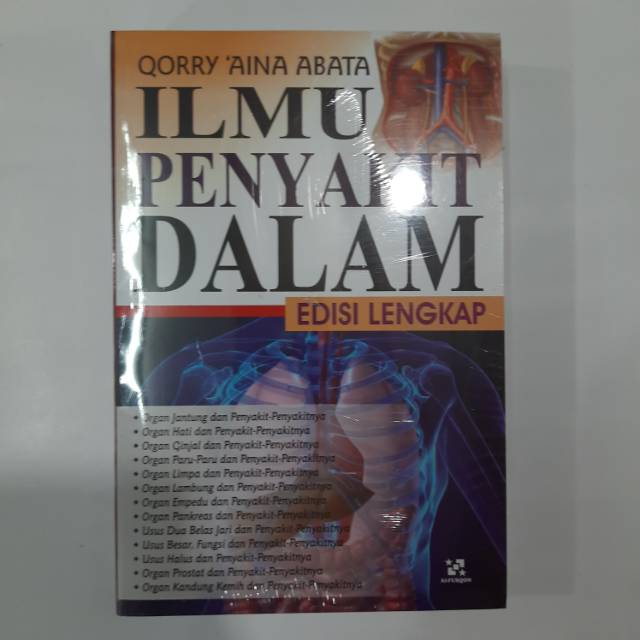 QORRY 'AINA ABATA
ILMU
PENYAKIT
DALAM
EDISI LENGKAP
• Organ Jantung dan Penyakit-Penyakitnya
• Organ Hati dan Penyakit-Penyakitnya
• Organ Qinjal dan Penyakit-Penyakitnya
• Organ Paru-Paru dan Penyakit-Penyakitnya
• Organ Limpa dan Penyakit-Penyakitnya
• Organ Lambung dan Penyakit-Penyakitnya
• Organ Empedu dan Penyakit-Penyakitnya
• Organ Pankreas dan Penyakit-Penyakitnya
• Usus Dua Belas Jari dan Penyakit-Penyakitnya
• Usus Besar, Fungsi dan Penyakit-Penyakitnya
• Usus Halus dan Penyakit-Penyakitnya
• Organ Prostat dan Penyakit-Penyakitnya
• Organ Kandung Kemih dan Penyakit-Penyakitnya
AL-FURQON